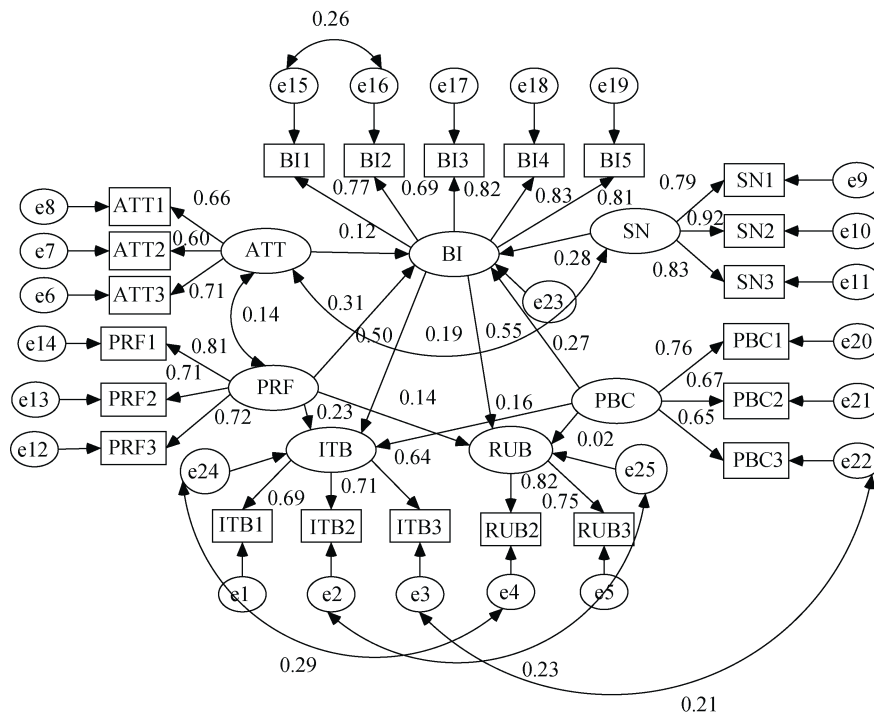 0.26
e15 e16 e17 e18 e19
BI1 BI2 BI3 BI4 BI5
0.77 0.69 0.82 0.83 0.81
e8 ATT1 0.66
e7 ATT2 0.60
e6 ATT3 0.71
ATT 0.12 BI 0.28 SN
0.79 SN1 e9
0.92 SN2 e10
0.83 SN3 e11
e23
0.14 0.31 0.50 0.19 0.55 0.27
e14 PRF1 0.81
e13 PRF2 0.71
e12 PRF3 0.72
PRF 0.23 0.14 0.16 PBC
0.02
0.76 PBC1 e20
0.67 PBC2 e21
0.65 PBC3 e22
e24 ITB 0.64 RUB e25
0.69 0.71 0.82 0.75
ITB1 ITB2 ITB3 RUB2 RUB3
e1 e2 e3 e4 e5
0.29 0.23
0.21